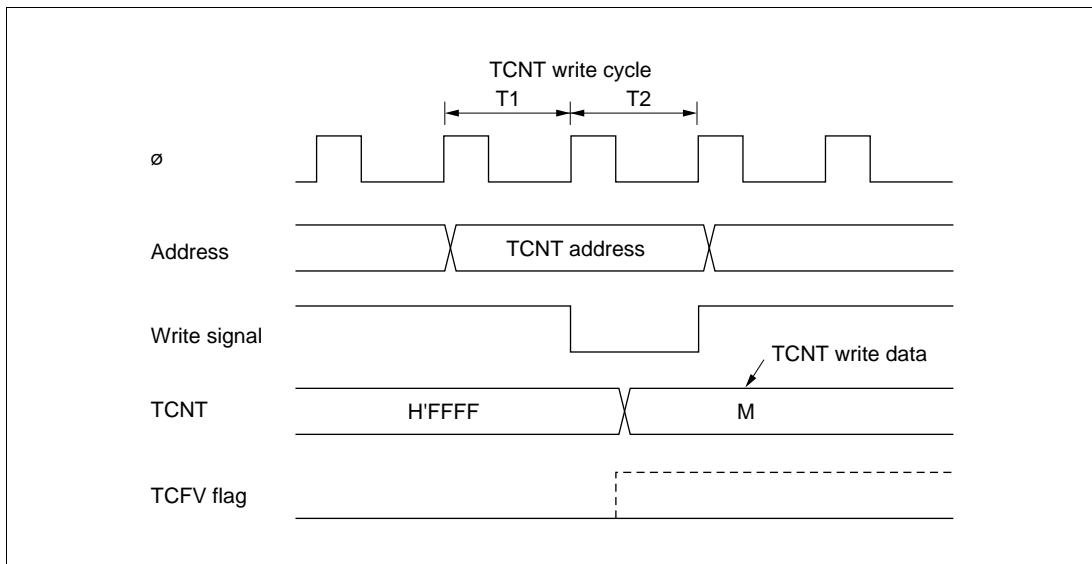 TCNT write cycle
T1 T2
ø
Address TCNT address
Write signal
TCNT write data
TCNT H'FFFF M
TCFV flag